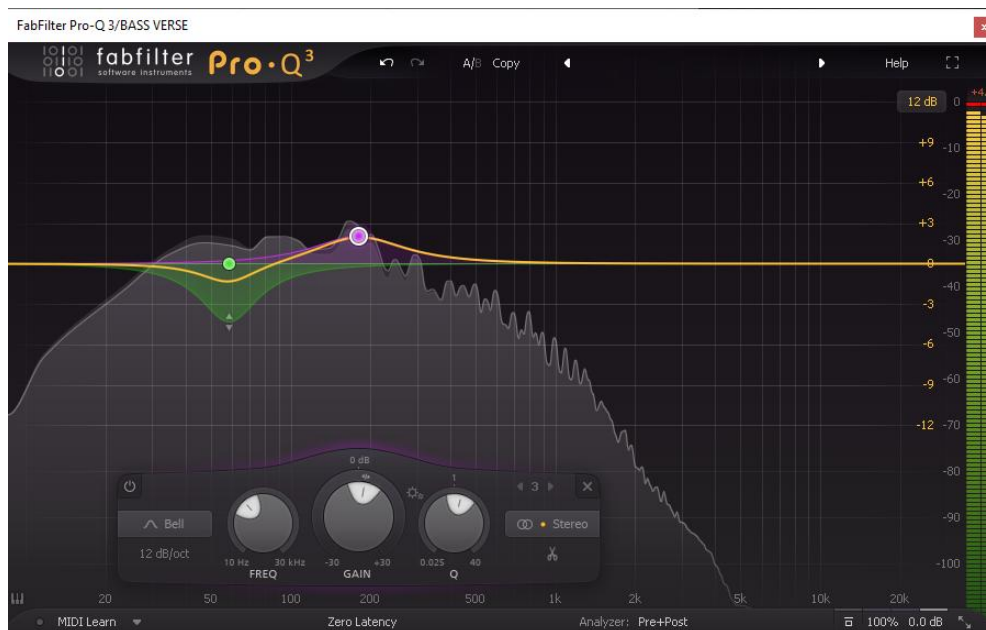 FabFilter Pro-Q 3/BASS VERSE
x
fabfilter
software instruments
Pro·Q³
A/B Copy
Help
12 dB 0 +4.
+9 -10
+6 -20
+3 -30
0
-3 -40
-6 -50
-9 -60
-12 -70
-80
-90
-100
0 dB
1
3
Bell
Stereo
12 dB/oct
10 Hz 30 kHz
FREQ
-30 +30
GAIN
0.025 40
Q
20 50 100 200 500 1k 2k 5k 10k 20k
MIDI Learn Zero Latency Analyzer: Pre+Post 100% 0.0 dB